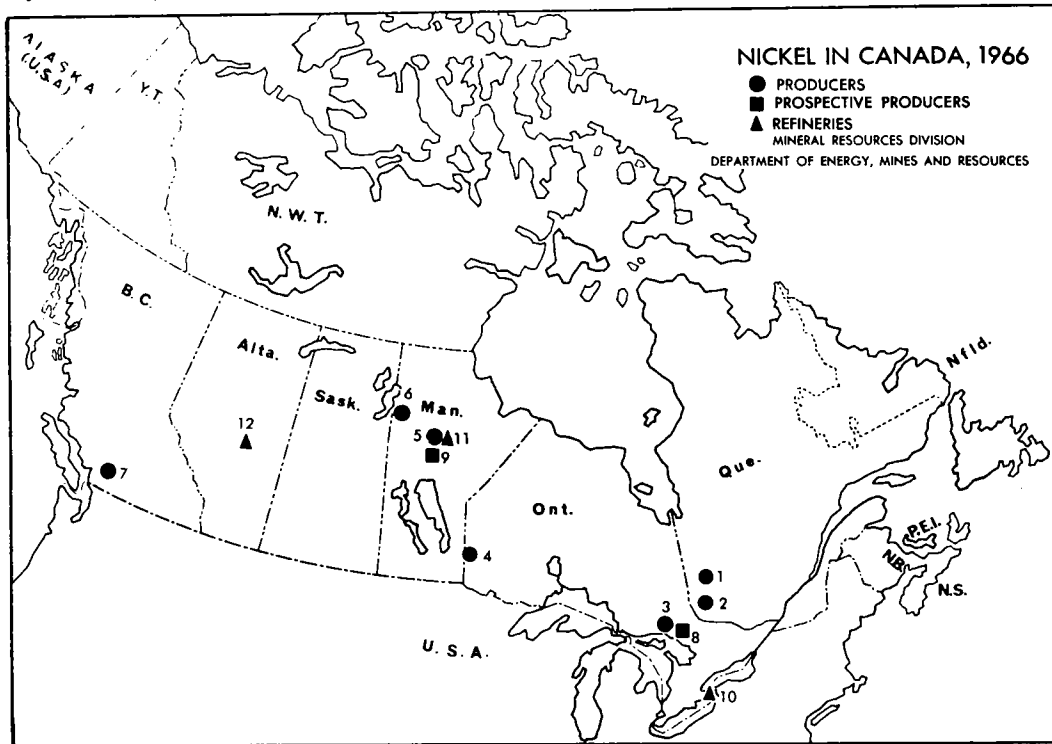 NICKEL IN CANADA, 1966
PRODUCERS
PROSPECTIVE PRODUCERS
REFINERIES
MINERAL RESOURCES DIVISION
DEPARTMENT OF ENERGY, MINES AND RESOURCES
ALASKA
(U.S.A)
Y.T.
N.W.T.
B.C.
Alta.
Sask.
Man.
Ont.
Que.
Nfld.
P.E.I.
N.B.
N.S.
U.S.A.
6
5
11
12
9
7
4
1
2
3
8
10